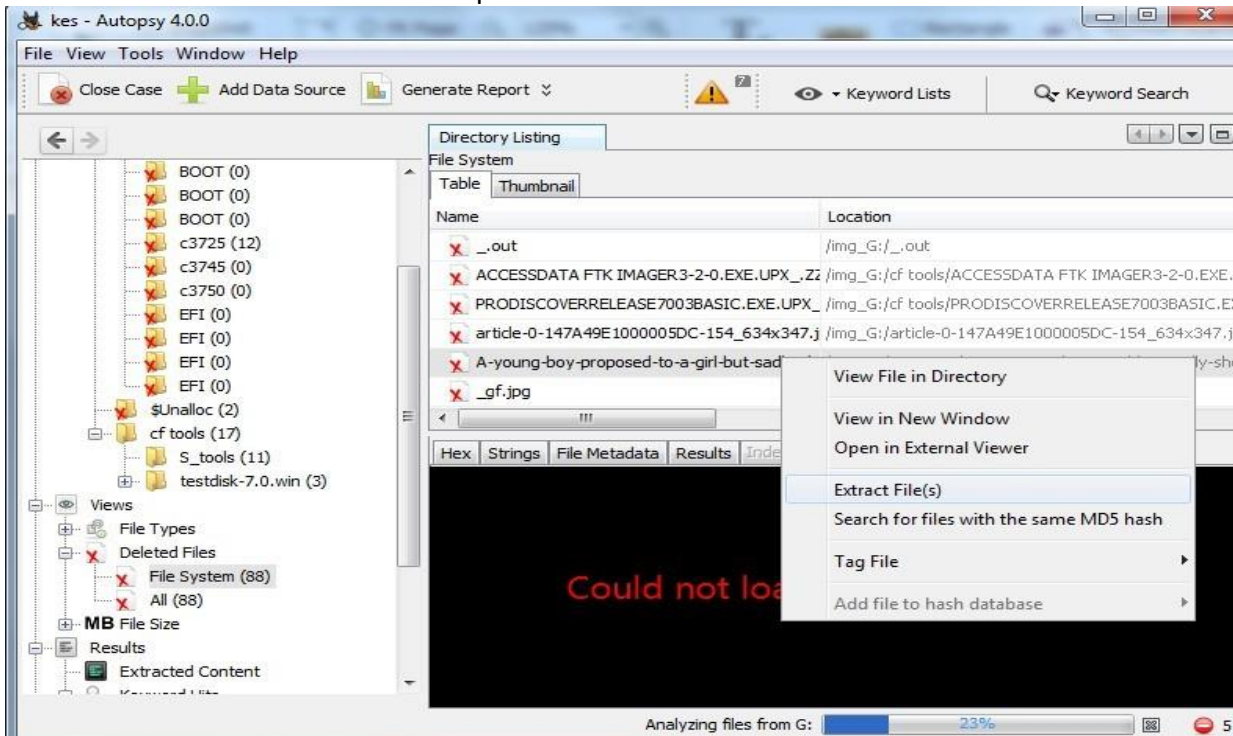 kes - Autopsy 4.0.0
File View Tools Window Help
Close Case Add Data Source Generate Report 7 Keyword Lists Keyword Search
BOOT (0)
BOOT (0)
BOOT (0)
c3725 (12)
c3745 (0)
c3750 (0)
EFI (0)
EFI (0)
EFI (0)
EFI (0)
$Unalloc (2)
cf tools (17)
S_tools (11)
testdisk-7.0.win (3)
Views
File Types
Deleted Files
File System (88)
All (88)
MB File Size
Results
Extracted Content
Directory Listing
File System
Table Thumbnail
Name Location
_.out /img_G:/_.out
ACCESSDATA FTK IMAGER3-2-0.EXE.UPX_.ZZ /img_G:/cf tools/ACCESSDATA FTK IMAGER3-2-0.EXE.
PRODISCOVERRELEASE7003BASIC.EXE.UPX_ /img_G:/cf tools/PRODISCOVERRELEASE7003BASIC.E
article-0-147A49E1000005DC-154_634x347.j /img_G:/article-0-147A49E1000005DC-154_634x347.j
A-young-boy-proposed-to-a-girl-but-sad
_gf.jpg
Hex Strings File Metadata Results Inde
Could not loa
View File in Directory
View in New Window
Open in External Viewer
Extract File(s)
Search for files with the same MD5 hash
Tag File
Add file to hash database
Analyzing files from G: 23% 5